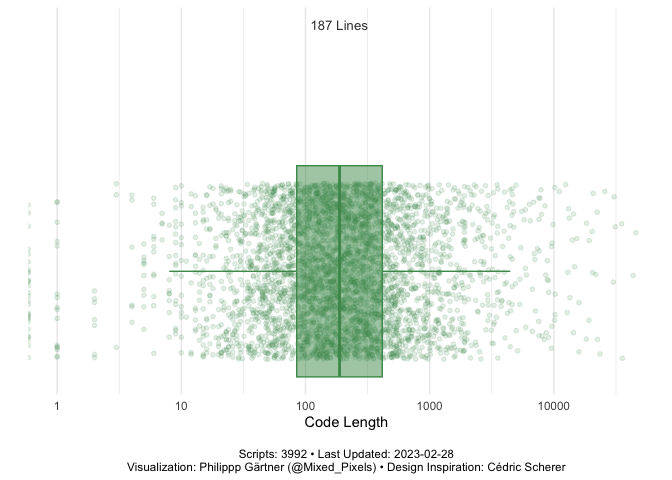 187 Lines
1
10
100
1000
10000
Code Length
Scripts: 3992 • Last Updated: 2023-02-28
Visualization: Philippp Gärtner (@Mixed_Pixels) • Design Inspiration: Cédric Scherer